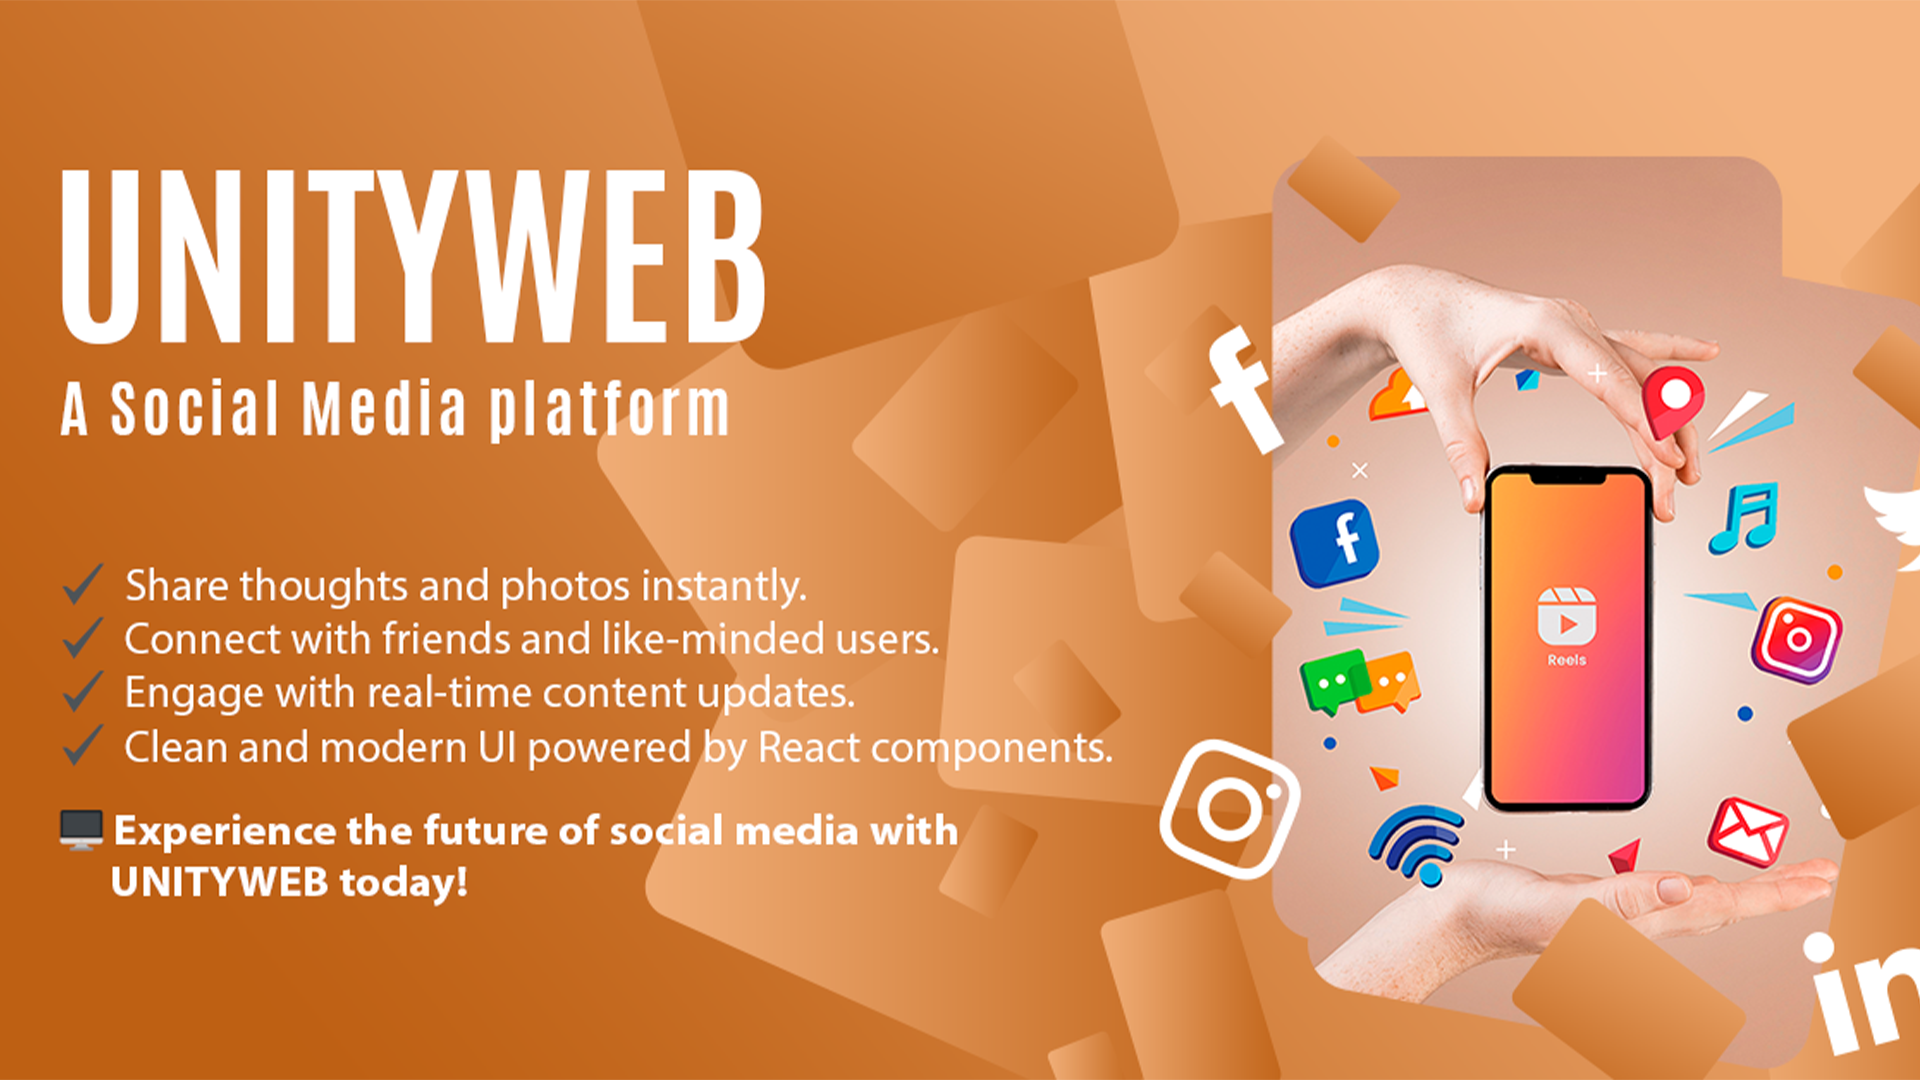 UNITYWEB
A Social Media platform
Share thoughts and photos instantly.
Connect with friends and like-minded users.
Engage with real-time content updates.
Clean and modern UI powered by React components.
Experience the future of social media with
UNITYWEB today!
f
f
Reels
in